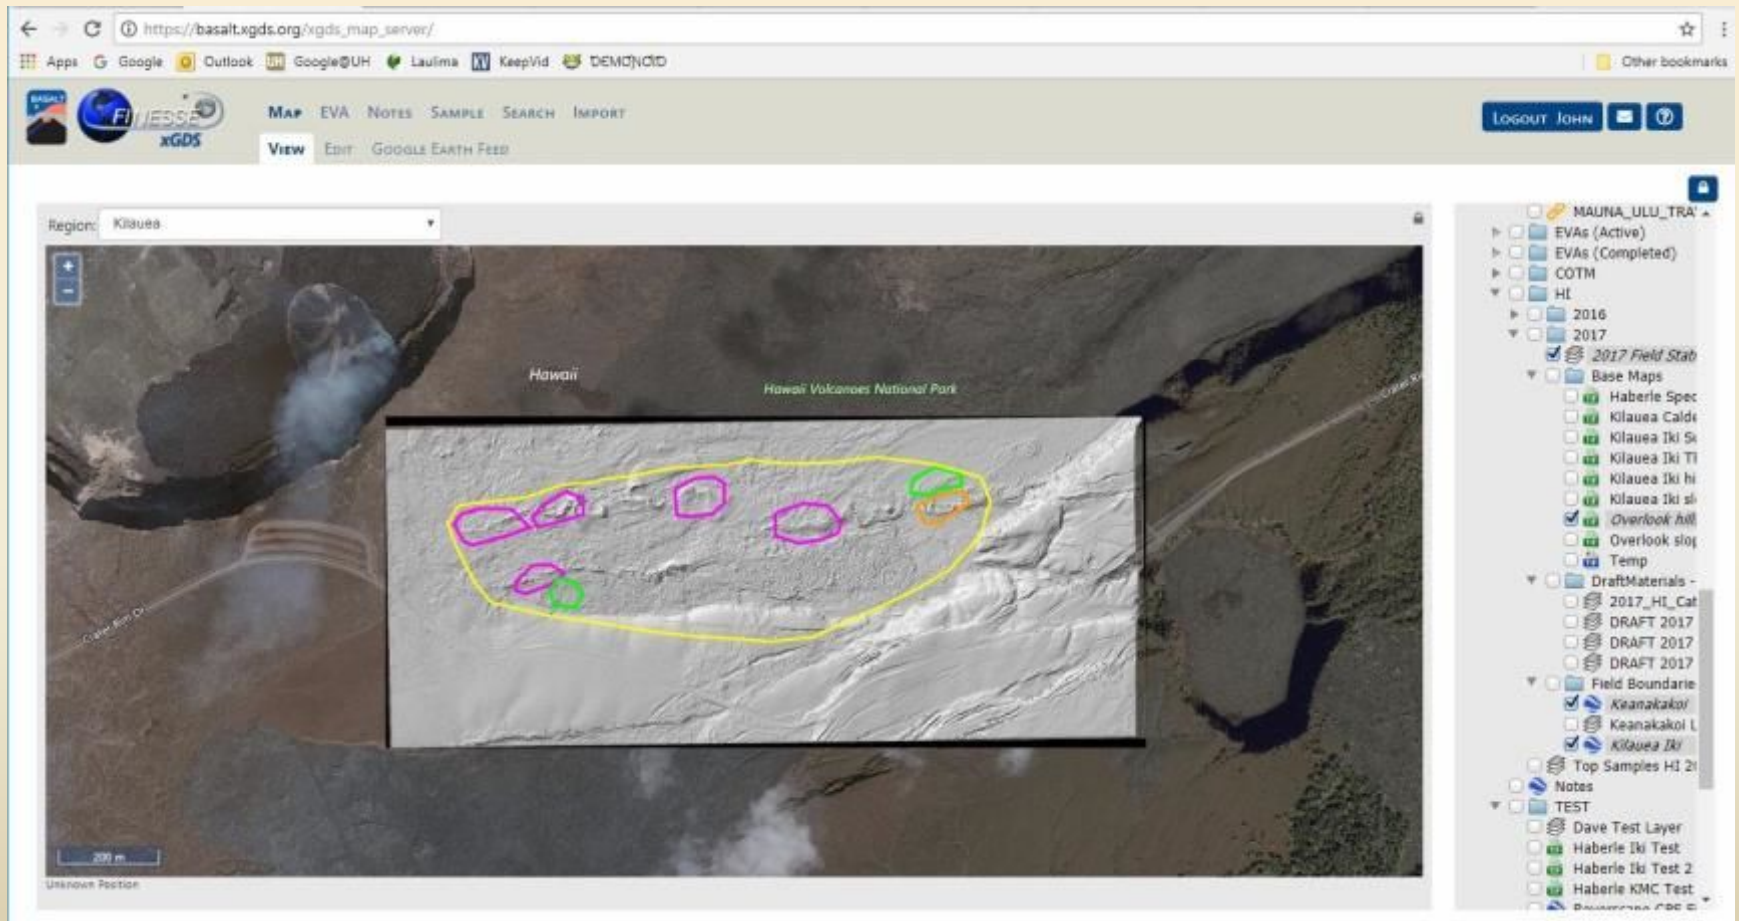 https://basalt.xgds.org/xgds_map_server/
Apps Google Outlook Google@UH Laulima KeepVid DEMONOID Other bookmarks
BASALT FINESSE xGDS
MAP EVA NOTES SAMPLE SEARCH IMPORT
LOGOUT JOHN
VIEW EDIT GOOGLE EARTH FEED
Region: Kilauea
+
-
Hawaii
Hawaii Volcanoes National Park
Crater Rim Dr
200 m
Unknown Position
MAUNA_ULU_TRA
EVAs (Active)
EVAs (Completed)
COTM
HI
2016
2017
2017 Field Stat
Base Maps
Haberle Spec
Kilauea Calde
Kilauea Iki S
Kilauea Iki T
Kilauea Iki hi
Kilauea Iki sl
Overlook hill
Overlook slop
Temp
DraftMaterials -
2017_HI_Cat
DRAFT 2017
DRAFT 2017
DRAFT 2017
Field Boundarie
Keanakakoi
Keanakakoi L
Kilauea Iki
Top Samples HI 2
Notes
TEST
Dave Test Layer
Haberle Iki Test
Haberle Iki Test 2
Haberle KMC Test